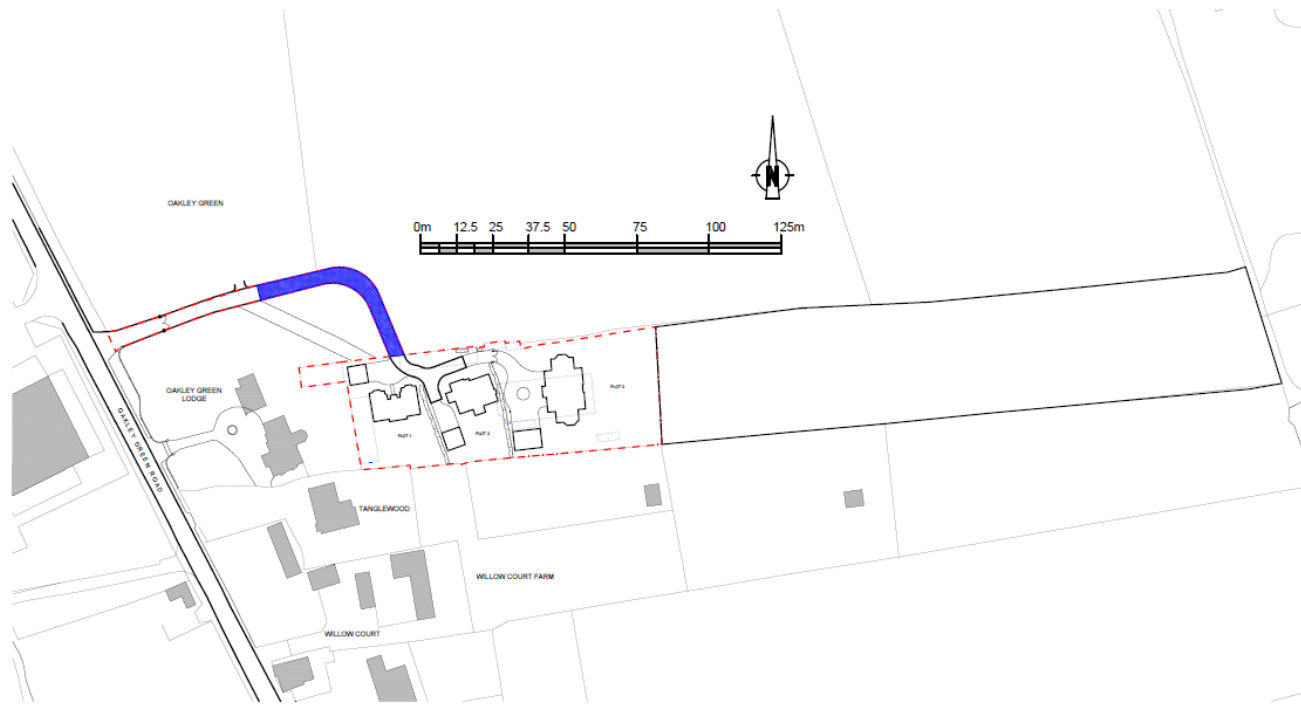 OAKLEY GREEN
N
0m 12.5 25 37.5 50 75 100 125m
OAKLEY GREEN
LODGE
OAKLEY GREEN ROAD
PLOT 1
PLOT 2
PLOT 3
TANGLEWOOD
WILLOW COURT FARM
WILLOW COURT